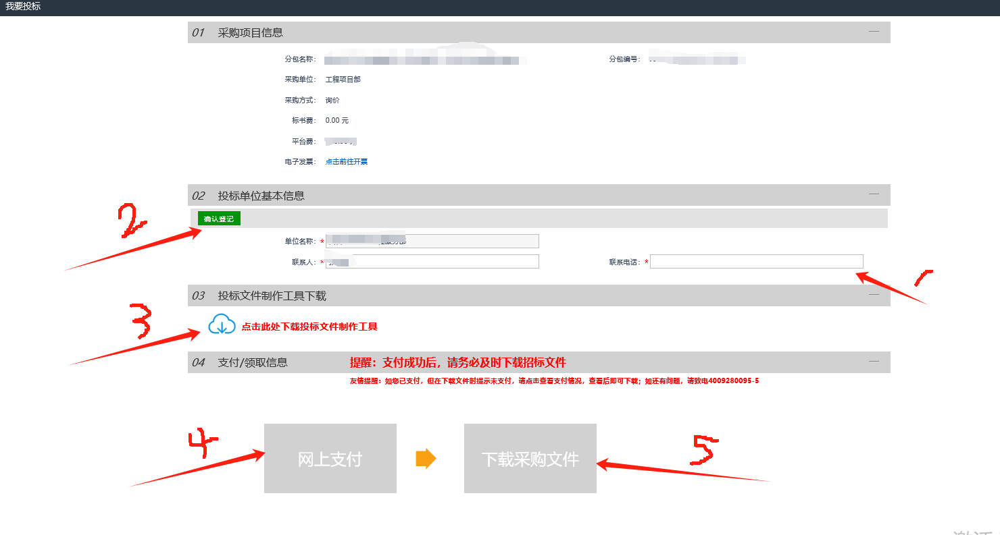 我要投标
01 采购项目信息
分包名称： 分包编号：
采购单位： 工程项目部
采购方式： 询价
标书费： 0.00 元
平台费：
电子发票： 点击前往开票
02 投标单位基本信息
2
确认登记
单位名称：*
联系人：* 联系电话：*
1
03 投标文件制作工具下载
3
点击此处下载投标文件制作工具
04 支付/领取信息 提醒：支付成功后，请务必及时下载招标文件
友情提醒：如您已支付，但在下载文件时提示未支付，请点击查看支付情况，查看后即可下载；如还有问题，请致电4009280095-5
4 5
网上支付 下载采购文件
激活